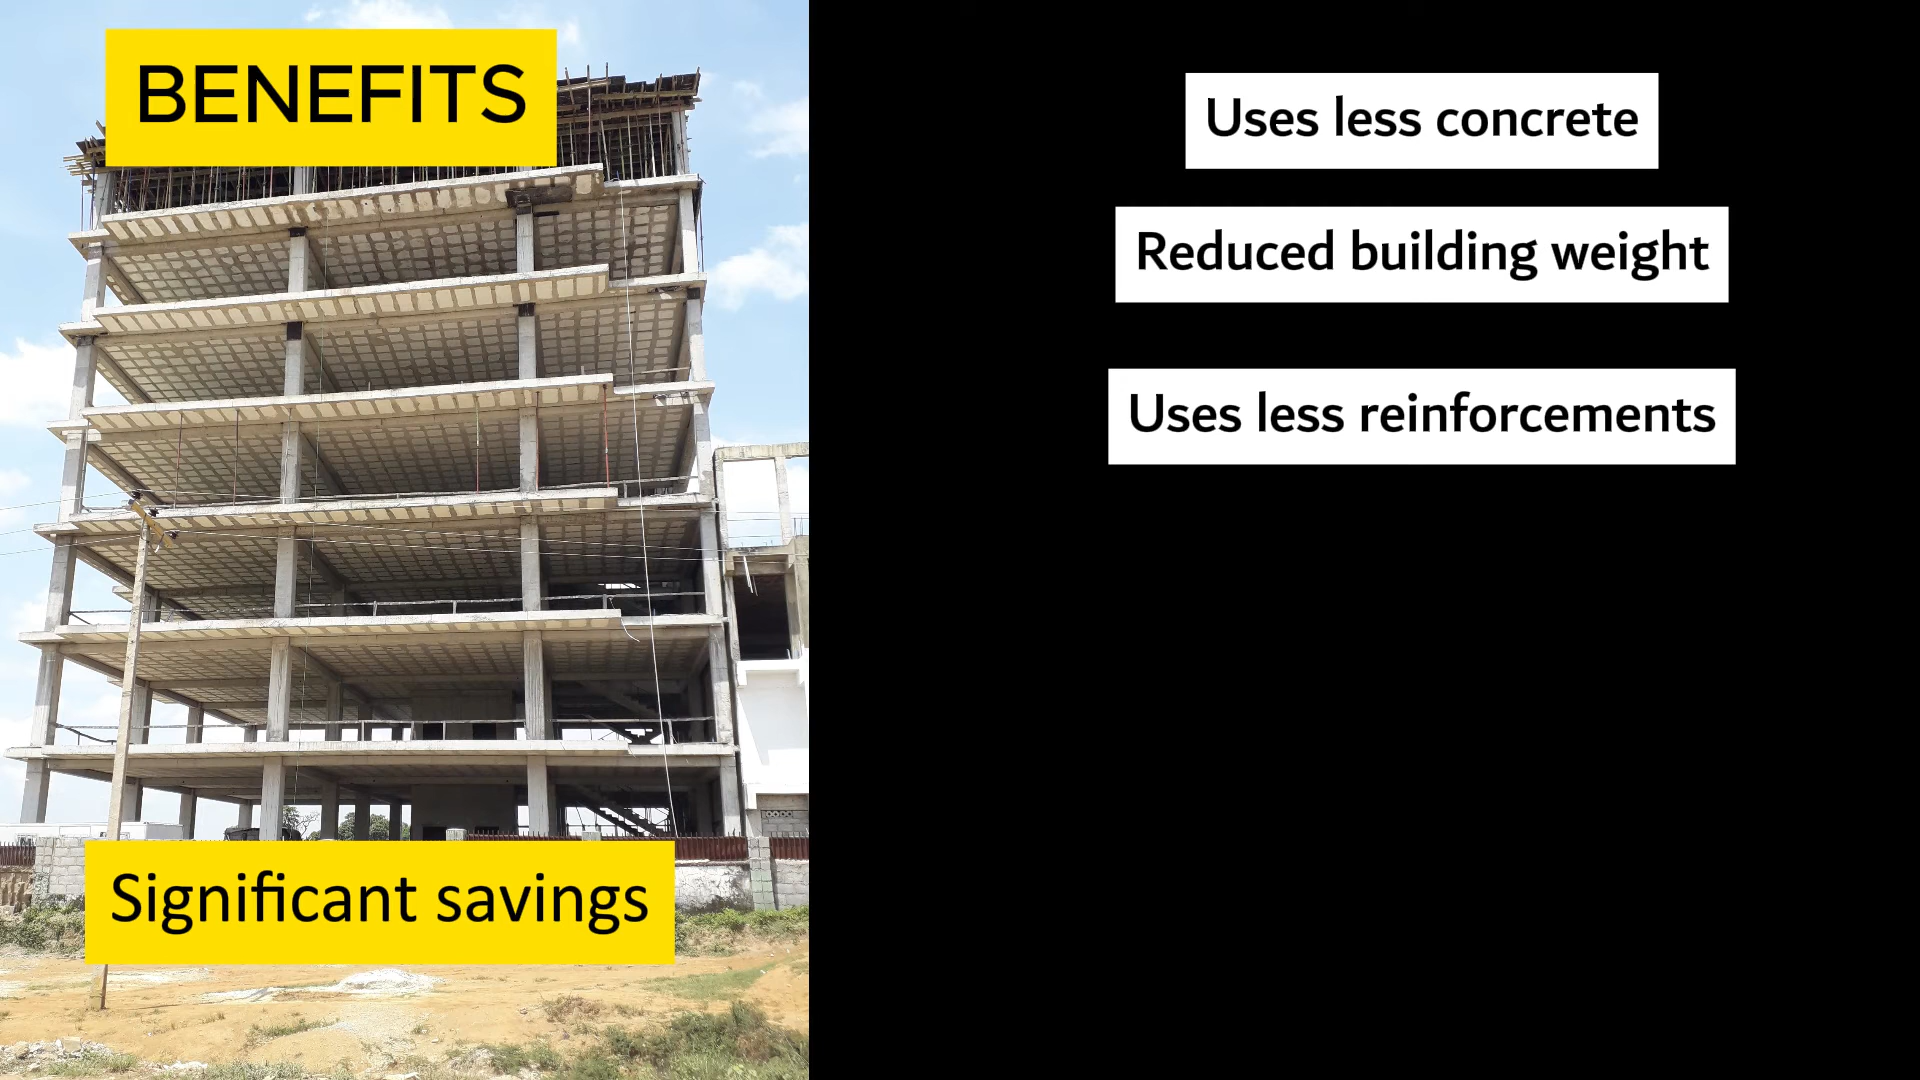 BENEFITS
Significant savings
Uses less concrete
Reduced building weight
Uses less reinforcements